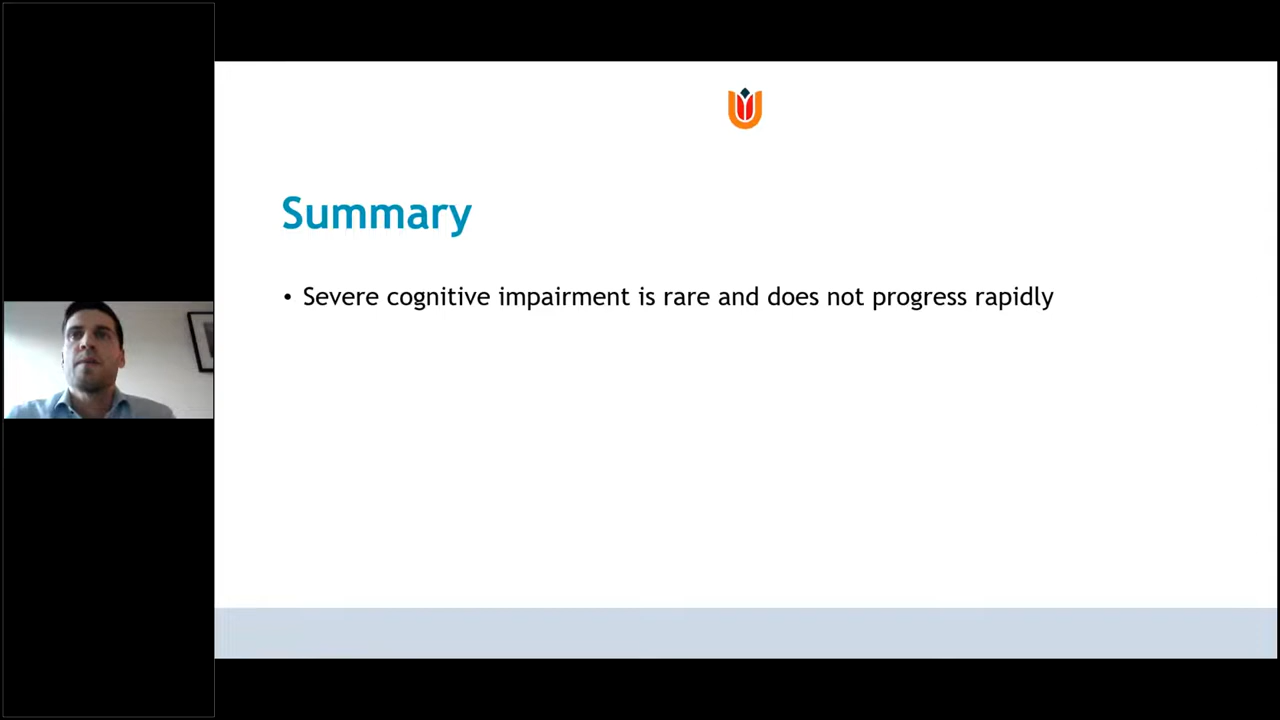 Summary
• Severe cognitive impairment is rare and does not progress rapidly